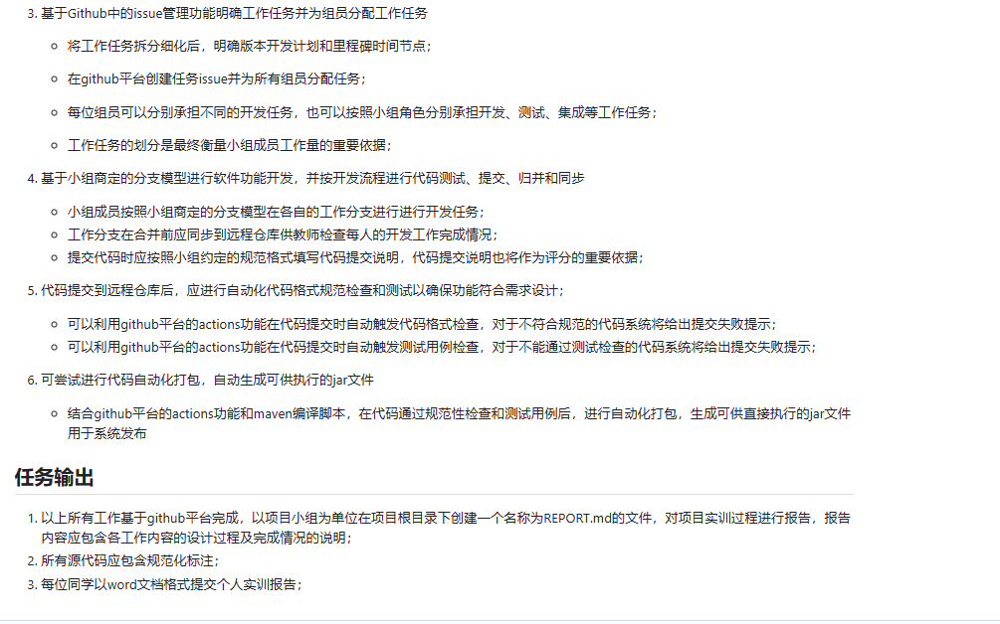 3. 基于Github中的issue管理功能明确工作任务并为组员分配工作任务
将工作任务拆分细化后，明确版本开发计划和里程碑时间节点；
在github平台创建任务issue并为所有组员分配任务；
每位组员可以分别承担不同的开发任务，也可以按照小组角色分别承担开发、测试、集成等工作任务；
工作任务的划分是最终衡量小组成员工作量的重要依据；
4. 基于小组商定的分支模型进行软件功能开发，并按开发流程进行代码测试、提交、归并和同步
小组成员按照小组商定的分支模型在各自的工作分支进行进行开发任务；
工作分支在合并前应同步到远程仓库供教师检查每人的开发工作完成情况；
提交代码时应按照小组约定的规范格式填写代码提交说明，代码提交说明也将作为评分的重要依据；
5. 代码提交到远程仓库后，应进行自动化代码格式规范检查和测试以确保功能符合需求设计；
可以利用github平台的actions功能在代码提交时自动触发代码格式检查，对于不符合规范的代码系统将给出提交失败提示；
可以利用github平台的actions功能在代码提交时自动触发测试用例检查，对于不能通过测试检查的代码系统将给出提交失败提示；
6. 可尝试进行代码自动化打包，自动生成可供执行的jar文件
结合github平台的actions功能和maven编译脚本，在代码通过规范性检查和测试用例后，进行自动化打包，生成可供直接执行的jar文件
用于系统发布
任务输出
1. 以上所有工作基于github平台完成，以项目小组为单位在项目根目录下创建一个名称为REPORT.md的文件，对项目实训过程进行报告，报告
内容应包含各工作内容的设计过程及完成情况的说明；
2. 所有源代码应包含规范化标注；
3. 每位同学以word文档格式提交个人实训报告；